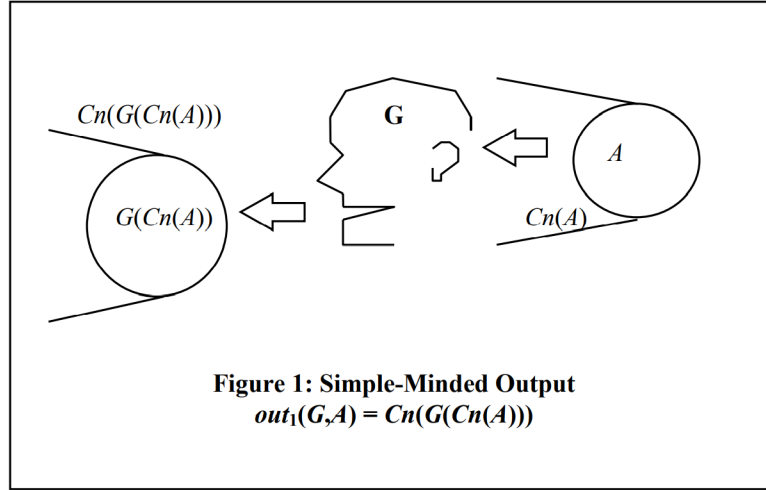 Cn(G(Cn(A)))
G
A
G(Cn(A))
Cn(A)
Figure 1: Simple-Minded Output
out₁(G,A) = Cn(G(Cn(A)))